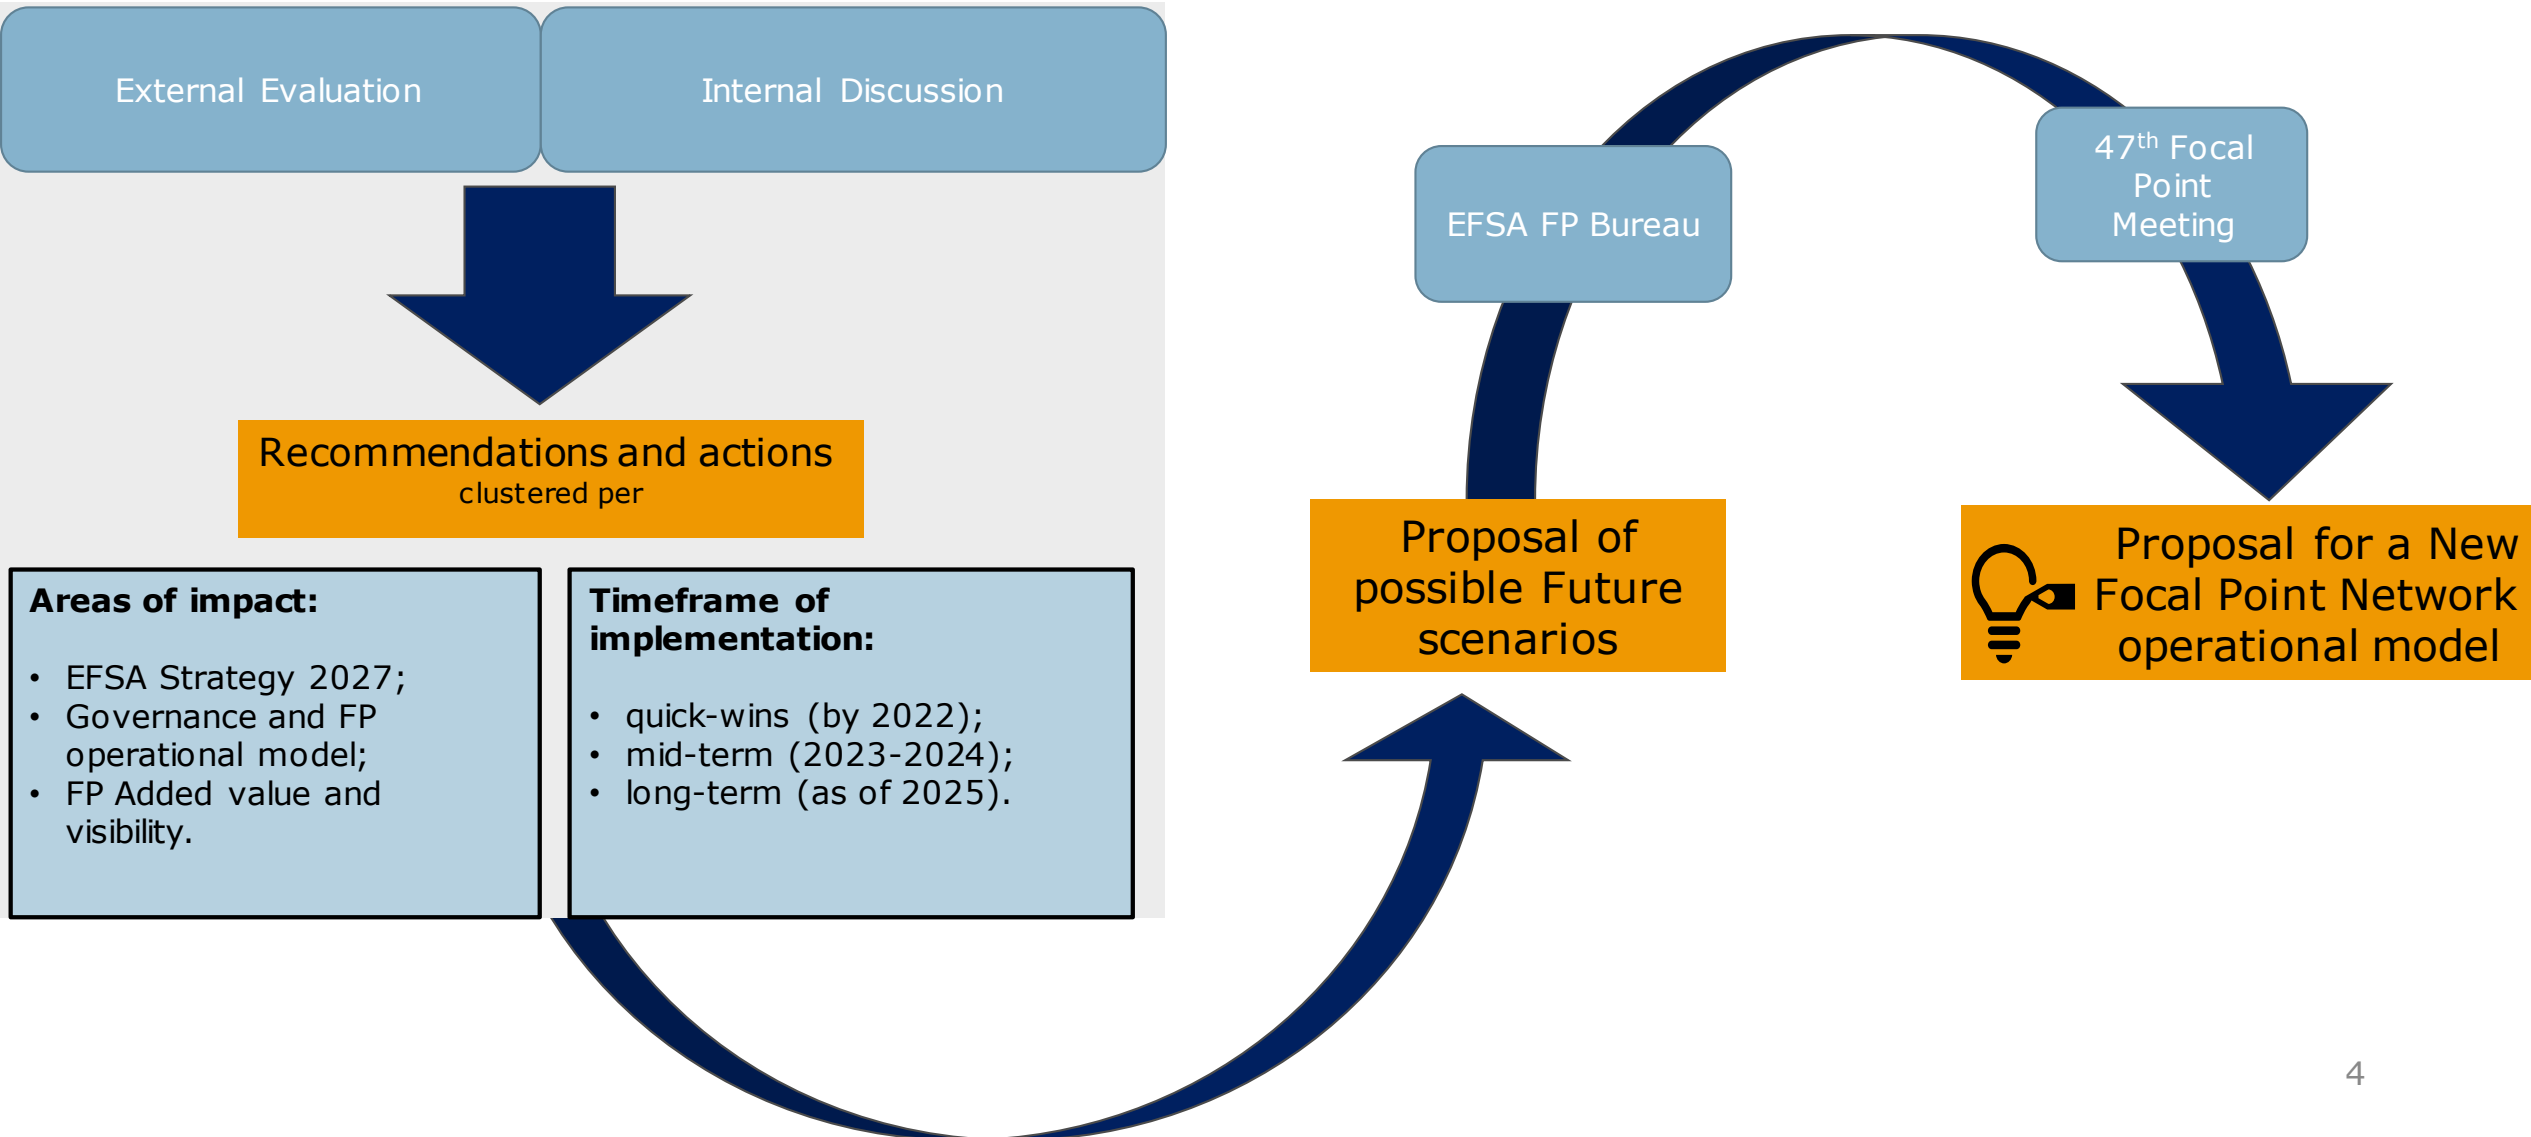 External Evaluation
Internal Discussion
Recommendations and actions
clustered per
Areas of impact:
• EFSA Strategy 2027;
• Governance and FP
operational model;
• FP Added value and
visibility.
Timeframe of
implementation:
• quick-wins (by 2022);
• mid-term (2023-2024);
• long-term (as of 2025).
EFSA FP Bureau
47th Focal
Point
Meeting
Proposal of
possible Future
scenarios
Proposal for a New
Focal Point Network
operational model
4